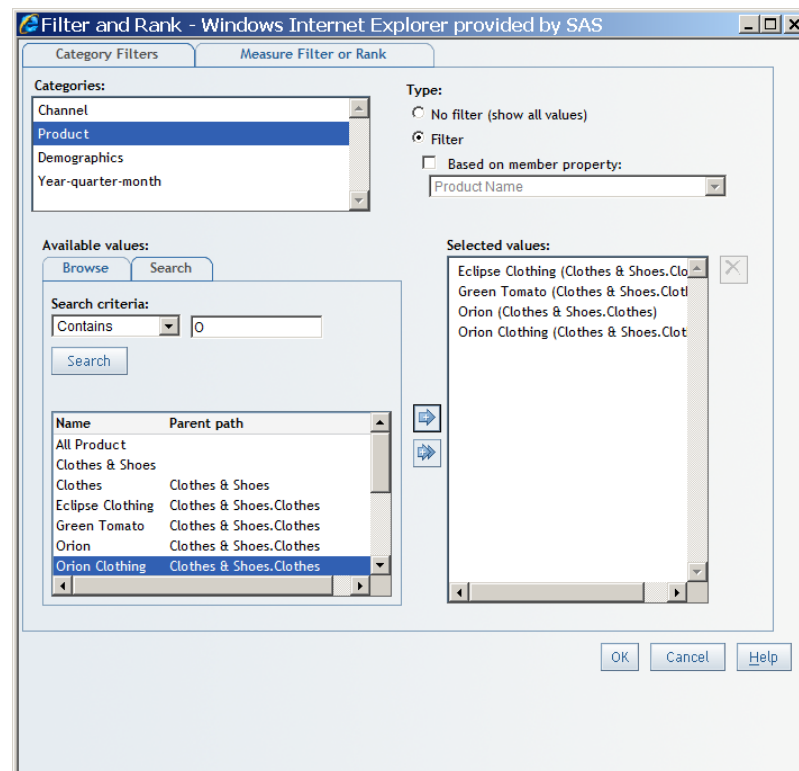 Filter and Rank - Windows Internet Explorer provided by SAS
Category Filters Measure Filter or Rank
Categories:
Channel
Product
Demographics
Year-quarter-month
Type:
No filter (show all values)
Filter
Based on member property:
Product Name
Available values:
Browse Search
Search criteria:
Contains O
Search
Name Parent path
All Product
Clothes & Shoes
Clothes Clothes & Shoes
Eclipse Clothing Clothes & Shoes.Clothes
Green Tomato Clothes & Shoes.Clothes
Orion Clothes & Shoes.Clothes
Orion Clothing Clothes & Shoes.Clothes
Selected values:
Eclipse Clothing (Clothes & Shoes.Clo
Green Tomato (Clothes & Shoes.Clot
Orion (Clothes & Shoes.Clothes)
Orion Clothing (Clothes & Shoes.Clot
OK Cancel Help